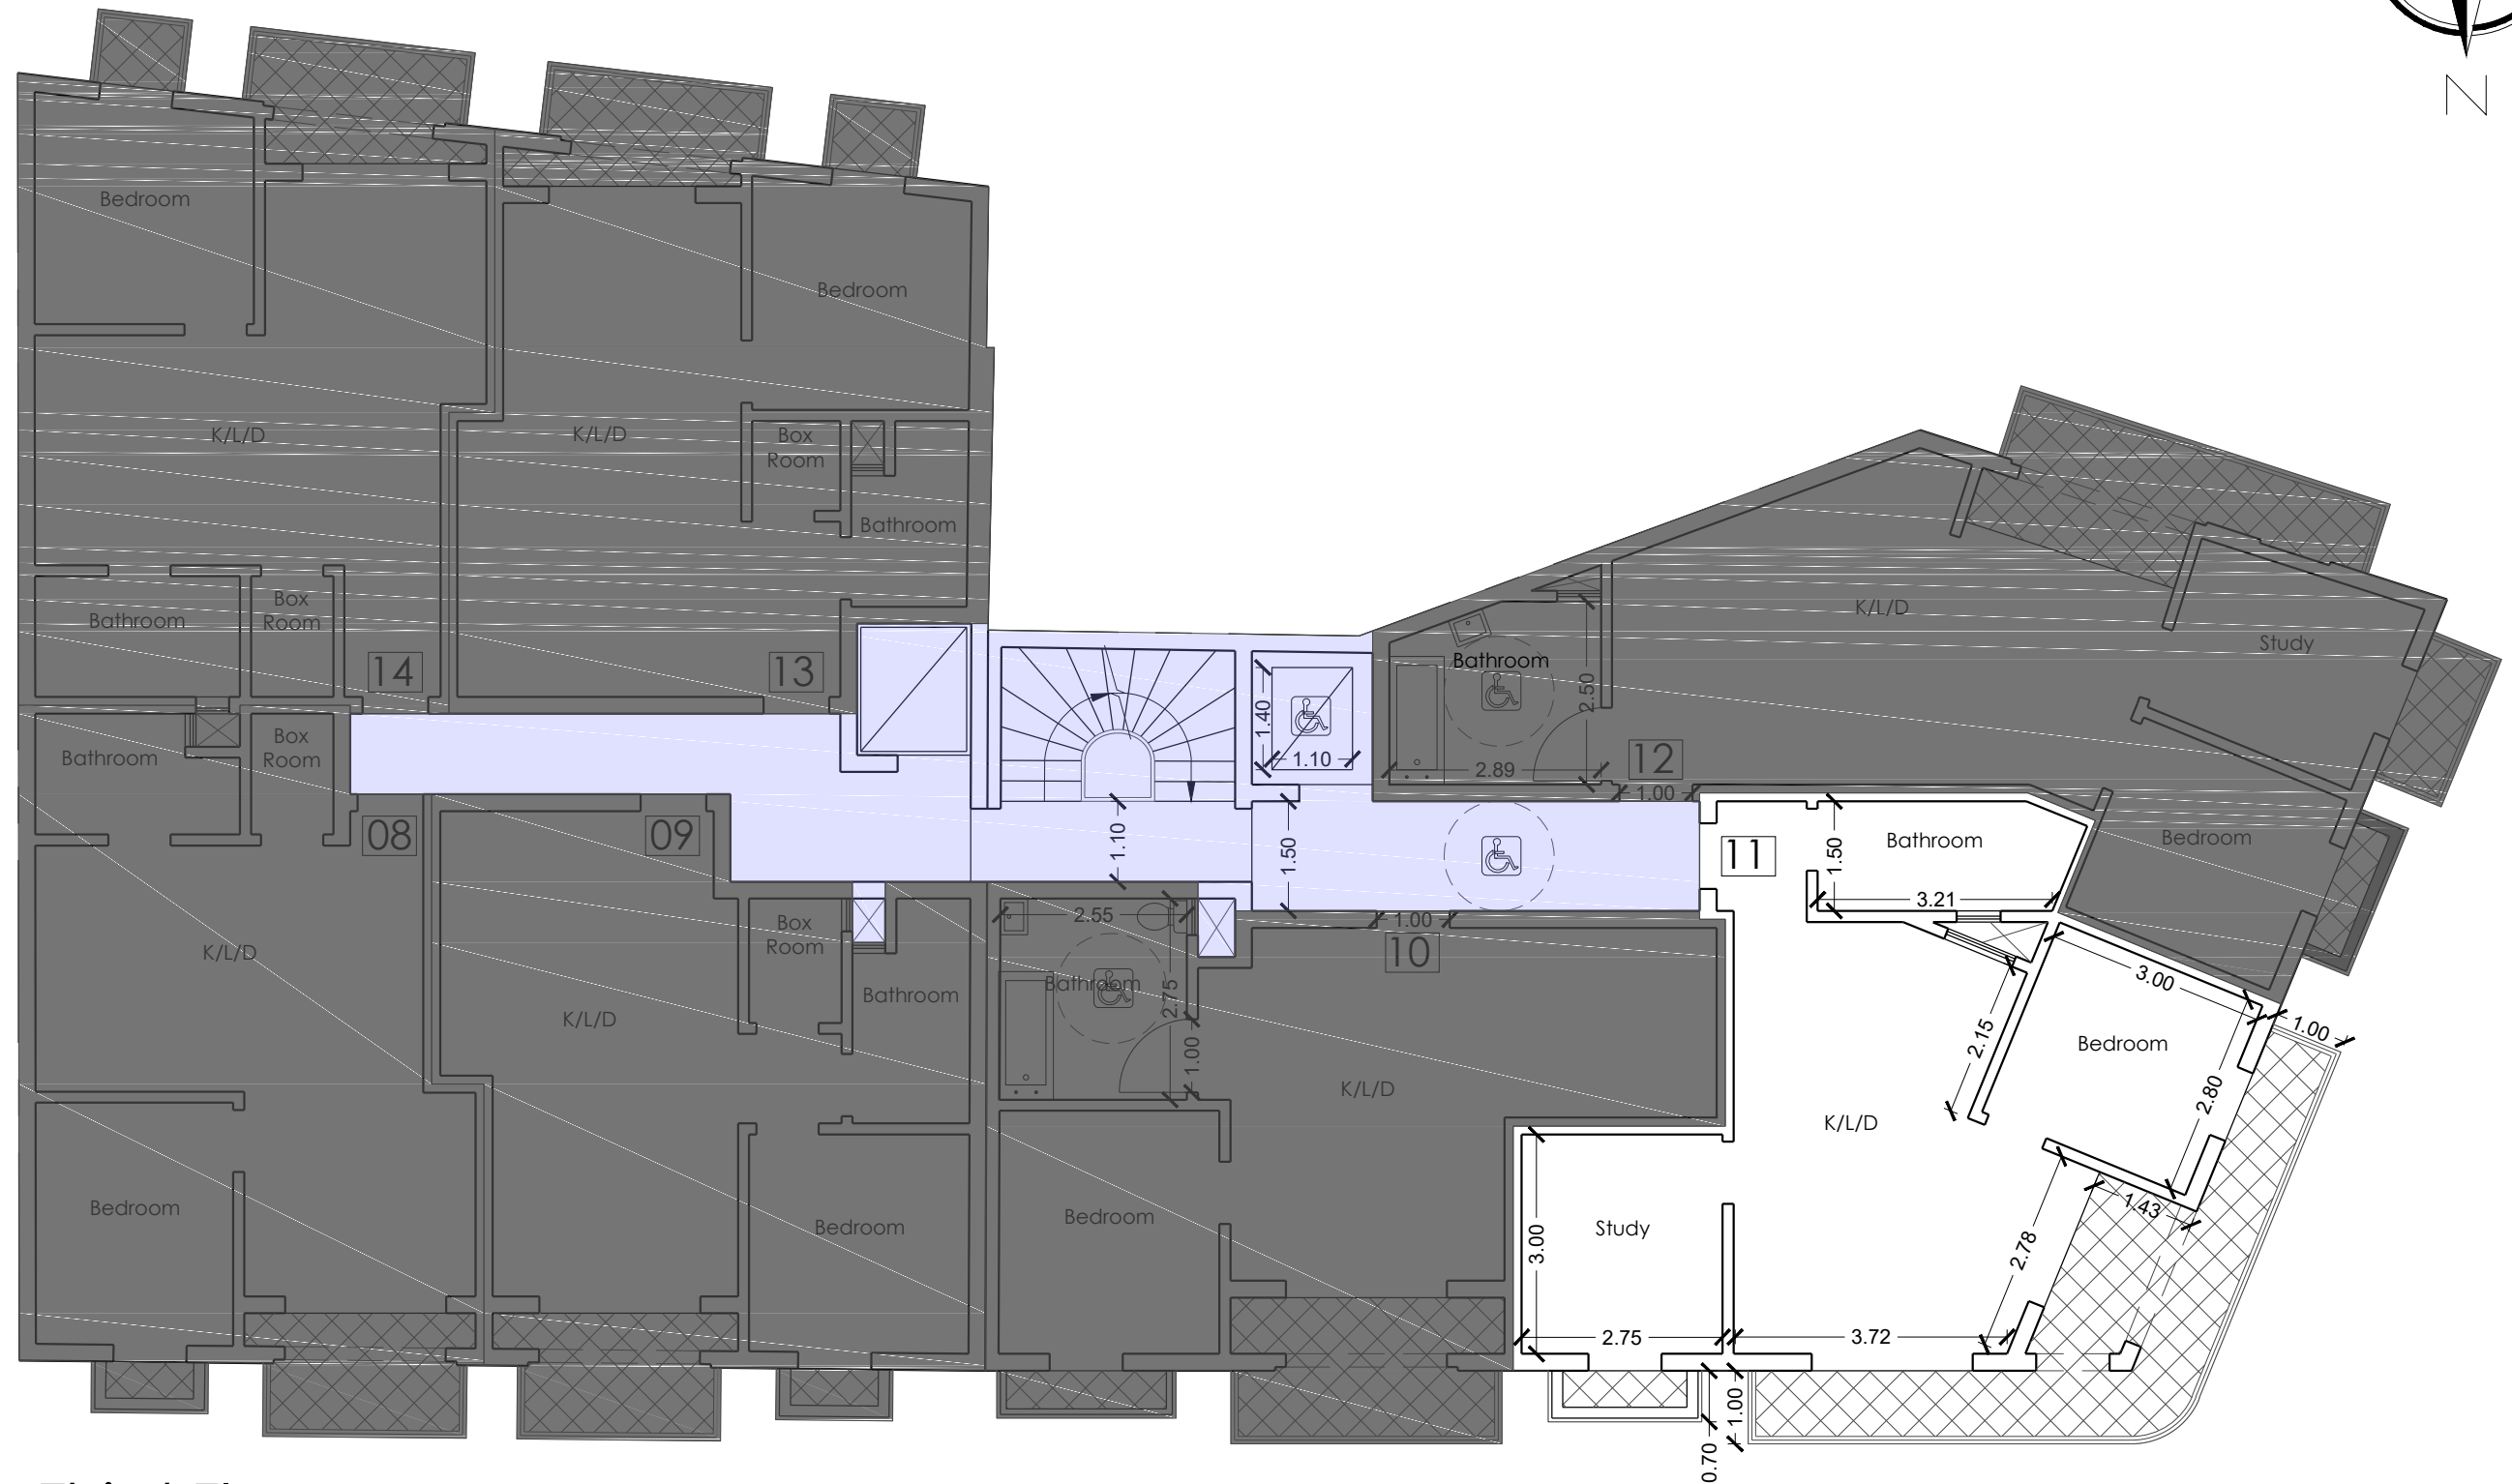 N
Bedroom
Bedroom
K/L/D
K/L/D
Box
Room
Bathroom
Box
Room
Bathroom
14
13
K/L/D
Study
Bathroom
2.50
2.89
12
1.00
1.40
1.10
Bathroom
Box
Room
08
09
1.10
1.50
11
1.50
Bathroom
3.21
Bedroom
K/L/D
Box
Room
Bathroom
K/L/D
2.55
Bathroom
2.75
1.00
1.00
10
K/L/D
3.00
1.00
2.15
Bedroom
2.80
K/L/D
1.43
2.78
Bedroom
Bedroom
Bedroom
Study
3.00
2.75
3.72
1.00
0.70